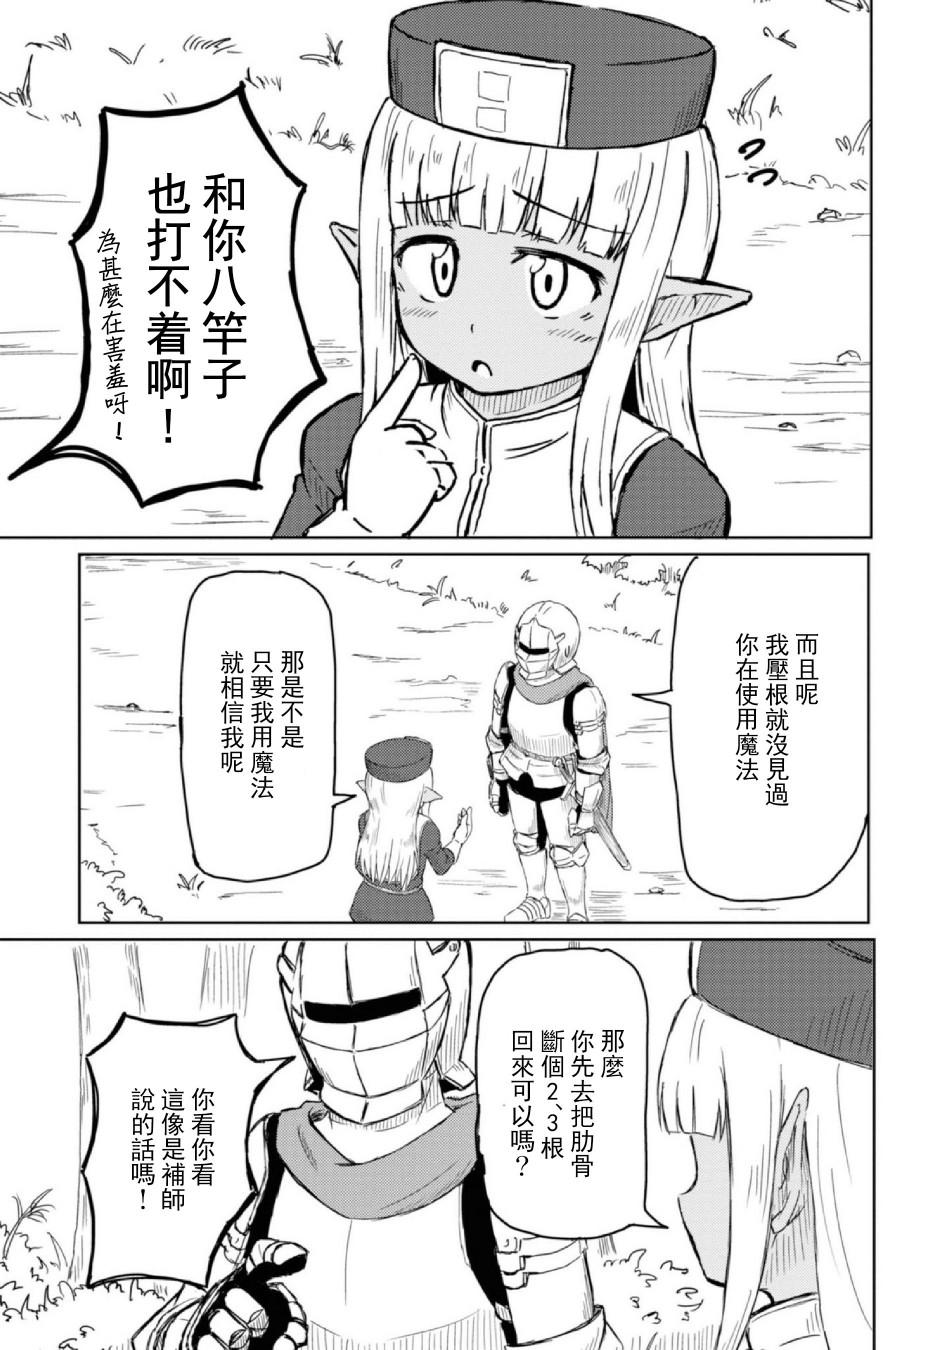 和你八竿子
也打不着啊！
為甚麼在害羞呀！
而且呢
我壓根就沒見過
你在使用魔法
那是不是
只要我用魔法
就相信我呢
那麼
你先去把肋骨
斷個2、3根
回來可以嗎？
你看你看
這像是補師
說的話嗎！